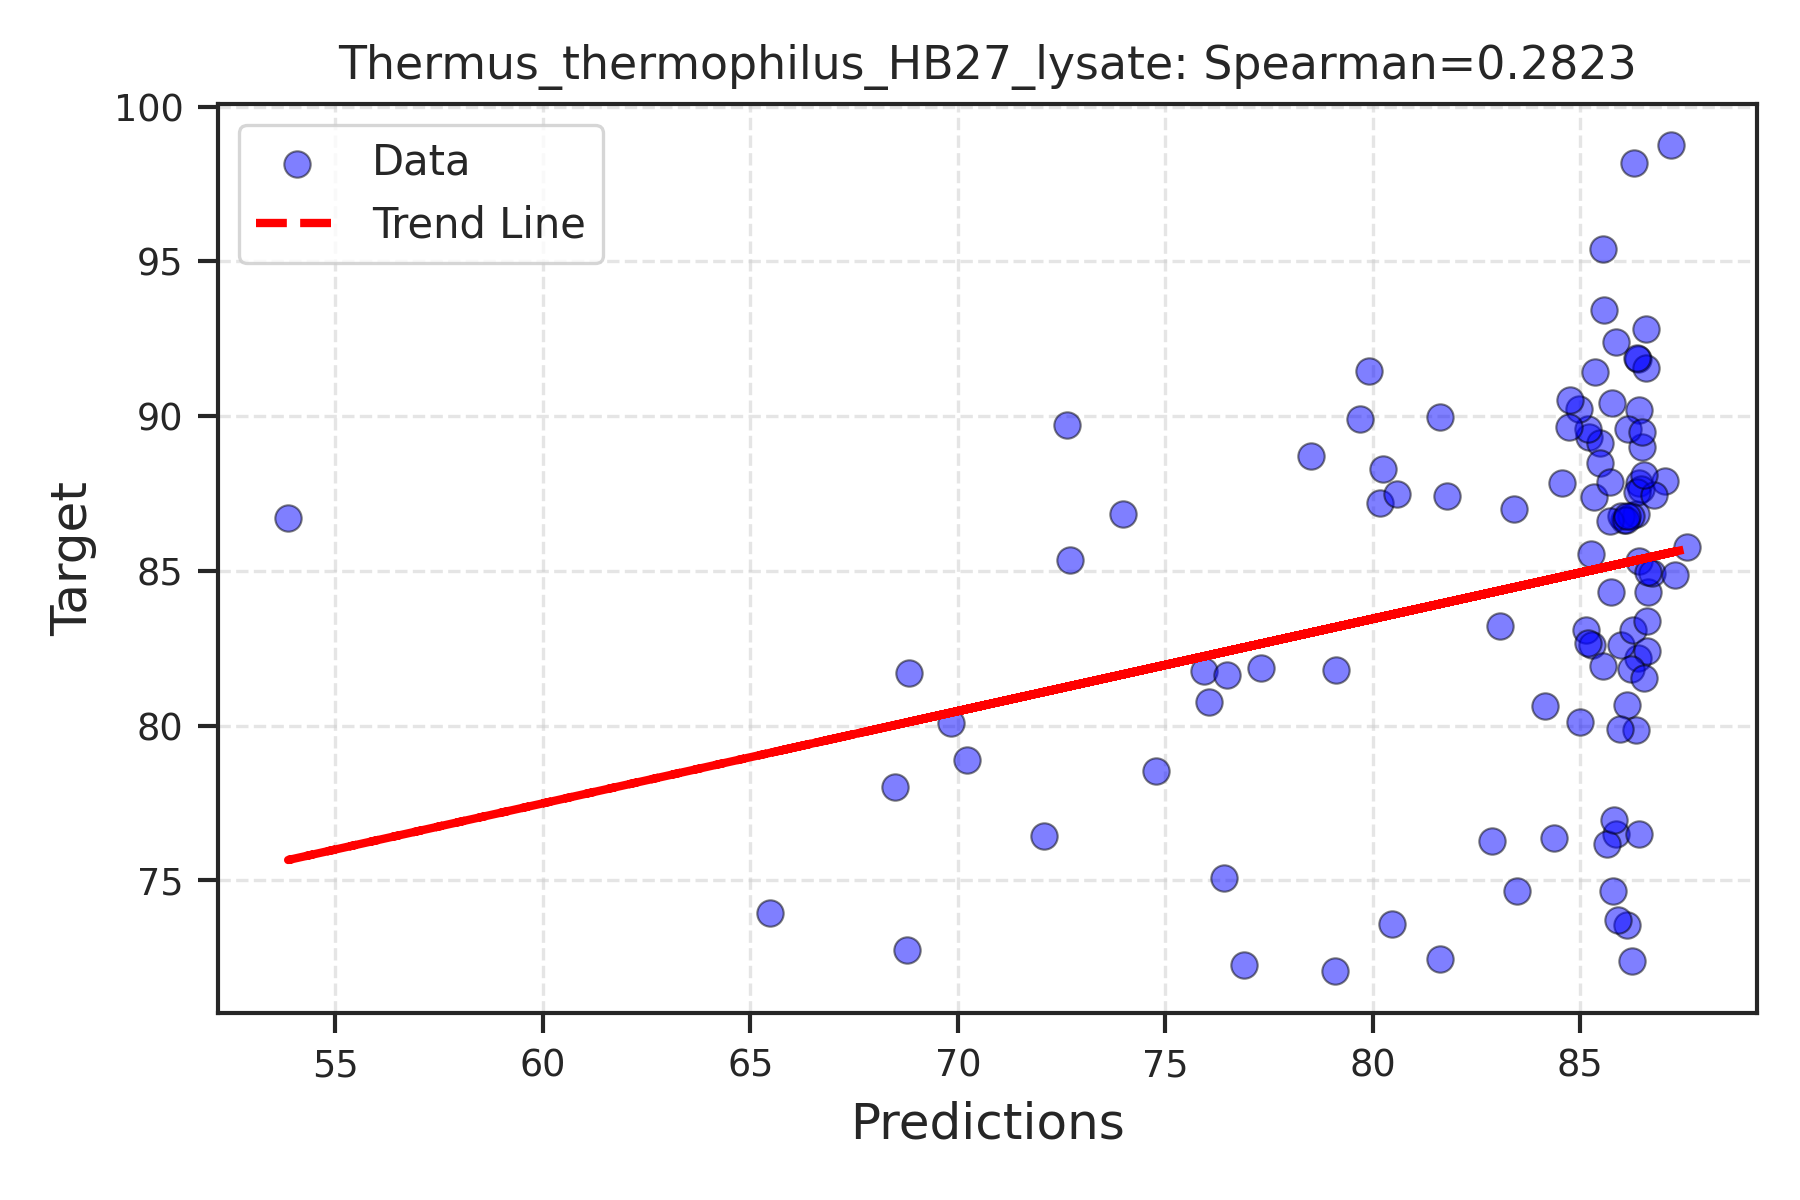 Thermus_thermophilus_HB27_lysate: Spearman=0.2823
Data
Trend Line
100
95
90
85
80
75
Target
55 60 65 70 75 80 85
Predictions